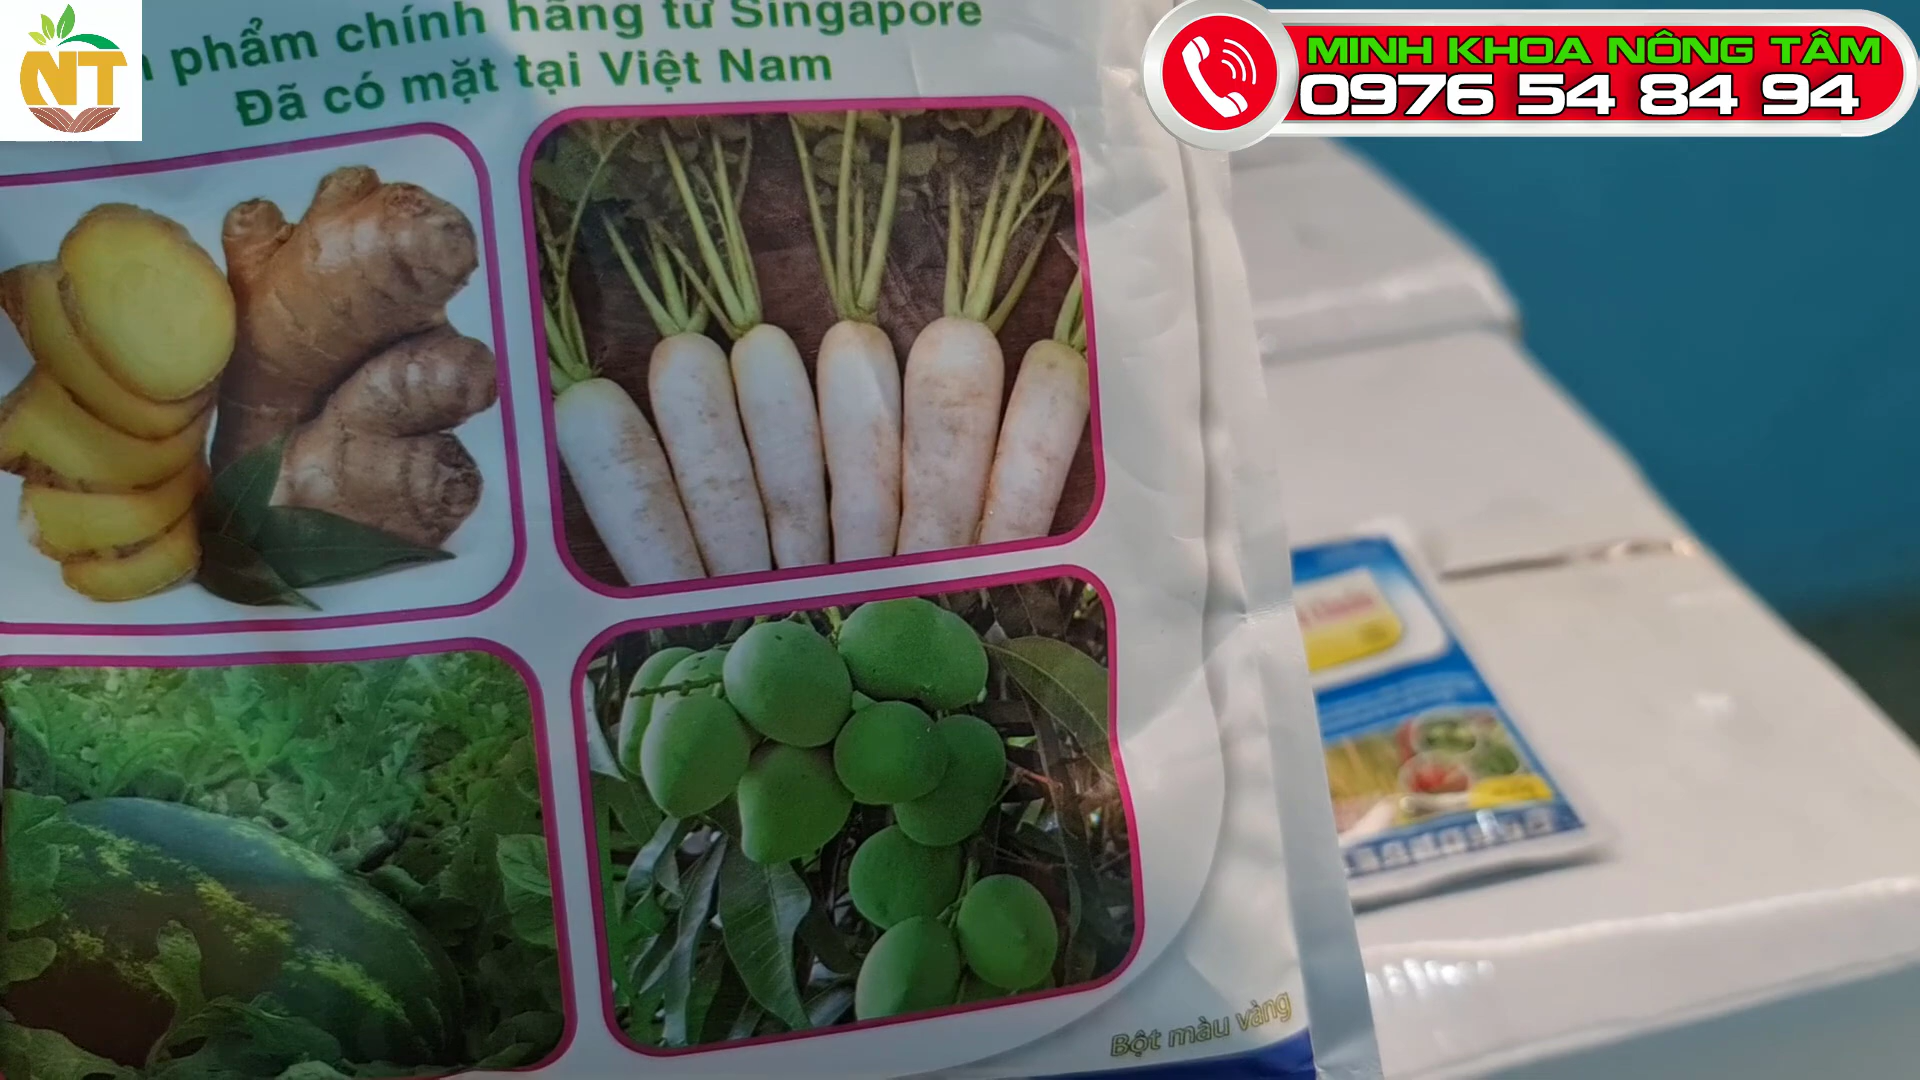 phẩm chính hãng từ Singapore
Đã có mặt tại Việt Nam
NT
MINH KHOA NÔNG TÂM
0976 54 84 94
Bột màu vàng